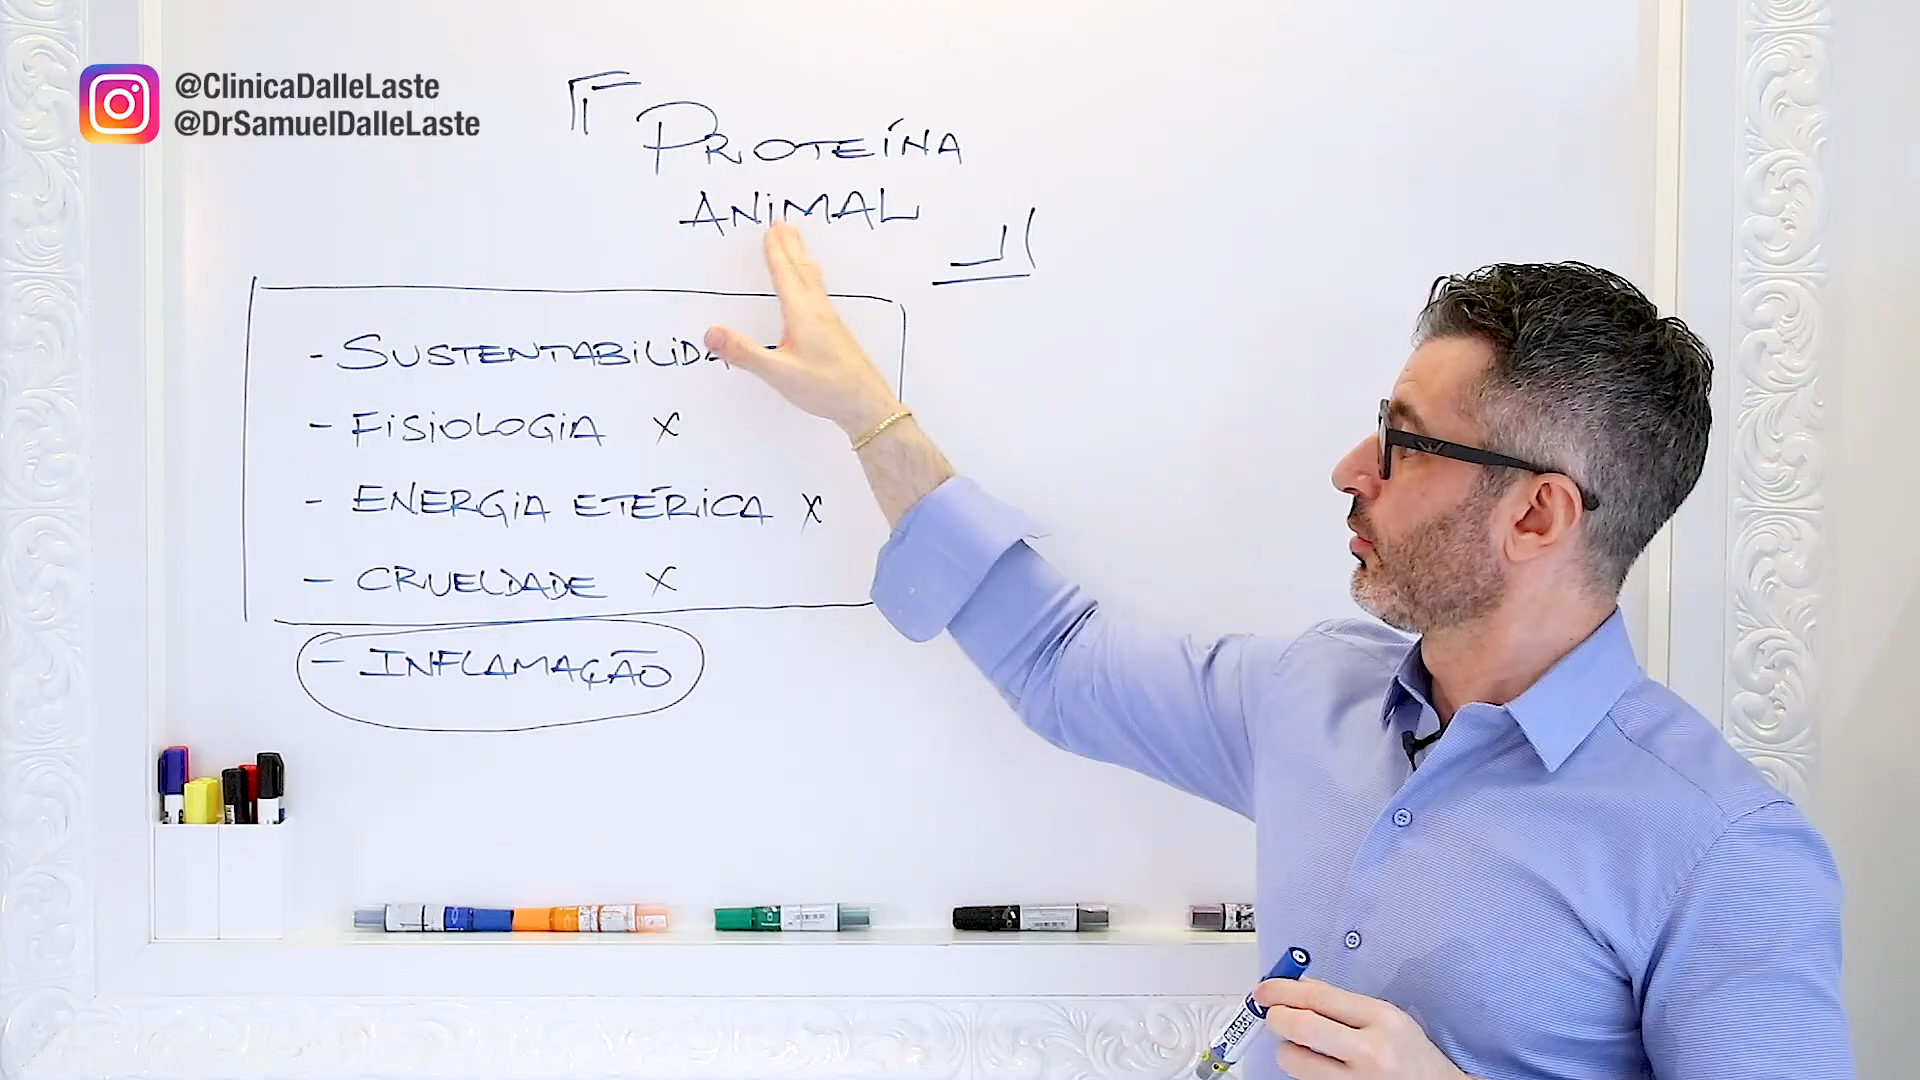 @ClinicaDalleLaste
@DrSamuelDalleLaste
PROTEÍNA
ANIMAL
- FISIOLOGIA X
- ENERGIA ETÉRICA X
- CRUELDADE X
- INFLAMAÇÃO